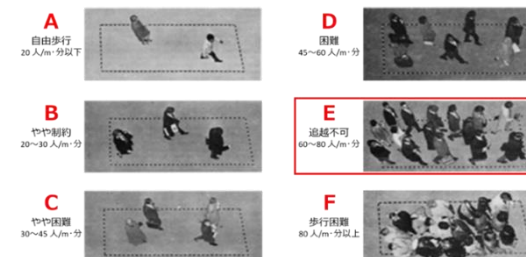 A
自由歩行
20 人/m・分以下
B
やや制約
20～30 人/m・分
C
やや困難
30～45 人/m・分
D
困難
45～60 人/m・分
E
追越不可
60～80 人/m・分
F
歩行困難
80 人/m・分以上